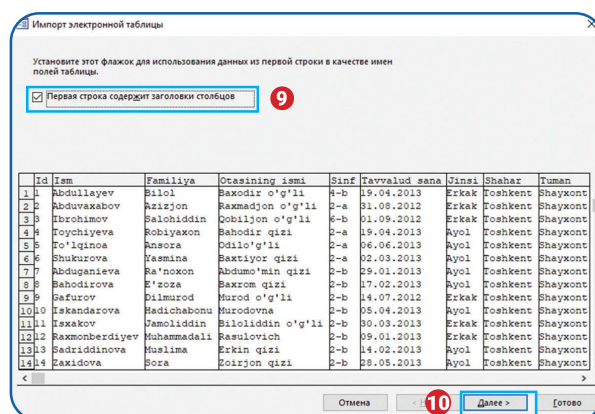 Импорт электронной таблицы
Установите этот флажок для использования данных из первой строки в качестве имен
полей таблицы.
Первая строка содержит заголовки столбцов
9
Id Ism Familiya Otasining ismi Sinf Tavvalud sana Jinsi Shahar Tuman
1 1 Abdullayev Bilol Baxodir o'g'li 4-b 19.04.2013 Erkak Toshkent Shayxont
2 2 Abduvaxabov Azizjon Raxmadjon o'g'li 2-a 31.08.2012 Erkak Toshkent Shayxont
3 3 Ibrohimov Salohiddin Qobiljon o'g'li 6-b 01.09.2012 Erkak Toshkent Shayxont
4 4 Toychiyeva Robiyaxon Bahodir qizi 2-a 19.04.2013 Ayol Toshkent Shayxont
5 5 To'lqinoa Ansora Odilo'g'li 2-a 06.06.2013 Ayol Toshkent Shayxont
6 6 Shukurova Yasmina Baxtiyor qizi 2-a 02.03.2013 Ayol Toshkent Shayxont
7 7 Abduganieva Ra'noxon Abdumo'min qizi 2-b 29.01.2013 Ayol Toshkent Shayxont
8 8 Bahodirova E'zoza Baxrom qizi 2-b 17.02.2013 Ayol Toshkent Shayxont
9 9 Gafurov Dilmurod Murod o'g'li 2-b 14.07.2012 Erkak Toshkent Shayxont
10 10 Iskandarova Hadichabonu Murodovna 2-b 05.04.2013 Ayol Toshkent Shayxont
11 11 Isxakov Jamoliddin Biloliddin o'g'li 2-b 30.03.2013 Erkak Toshkent Shayxont
12 12 Raxmonberdiyev Muhammadali Rasulovich 2-b 09.01.2013 Erkak Toshkent Shayxont
13 13 Sadriddinova Muslima Erkin qizi 2-b 14.02.2013 Ayol Toshkent Shayxont
14 14 Zaxidova Sora Zoirjon qizi 2-b 28.05.2013 Ayol Toshkent Shayxont
Отмена 10 Далее > Готово